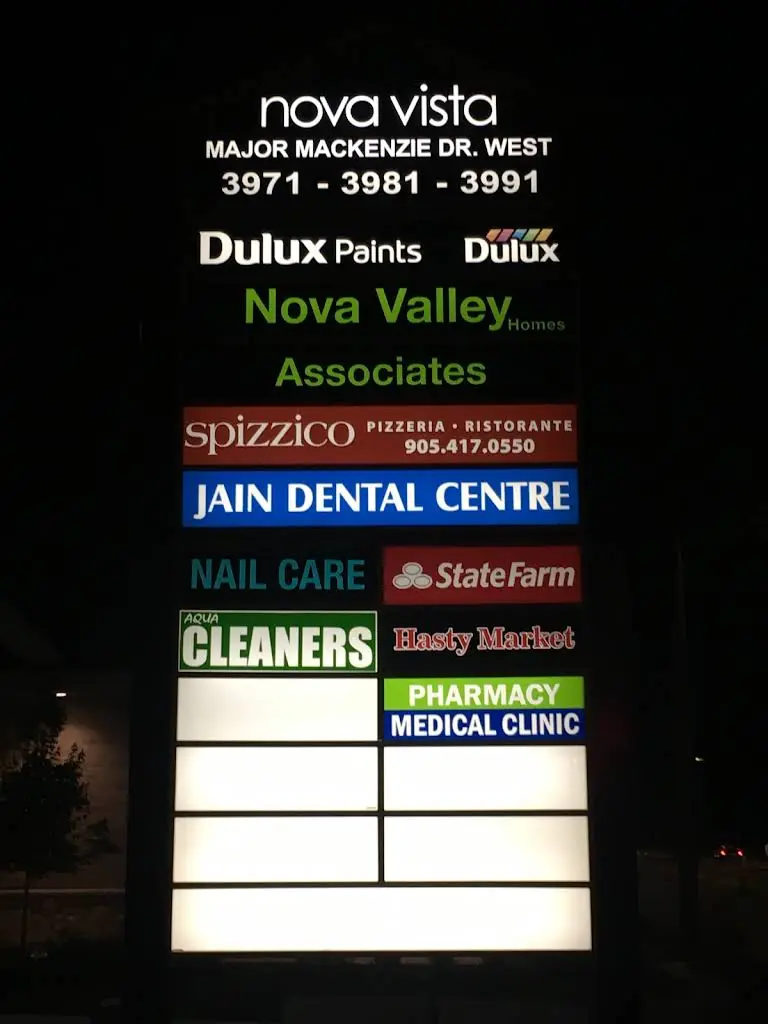 nova vista
MAJOR MACKENZIE DR. WEST
3971 - 3981 - 3991
Dulux Paints Dulux
Nova Valley Homes
Associates
spizzico PIZZERIA • RISTORANTE
905.417.0550
JAIN DENTAL CENTRE
NAIL CARE StateFarm
AQUA
CLEANERS Hasty Market
PHARMACY
MEDICAL CLINIC